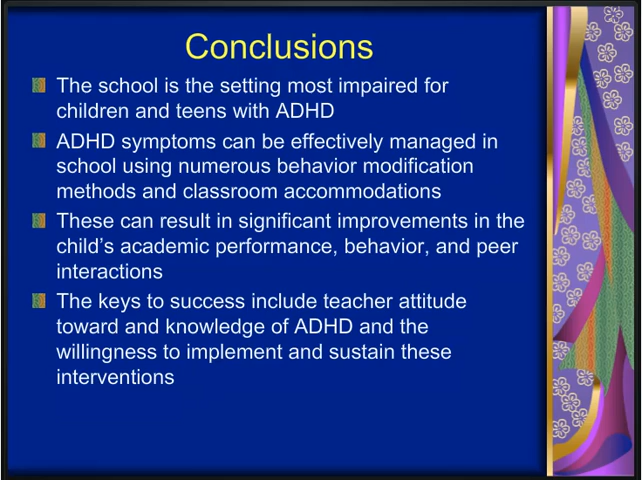 Conclusions
The school is the setting most impaired for
children and teens with ADHD
ADHD symptoms can be effectively managed in
school using numerous behavior modification
methods and classroom accommodations
These can result in significant improvements in the
child's academic performance, behavior, and peer
interactions
The keys to success include teacher attitude
toward and knowledge of ADHD and the
willingness to implement and sustain these
interventions